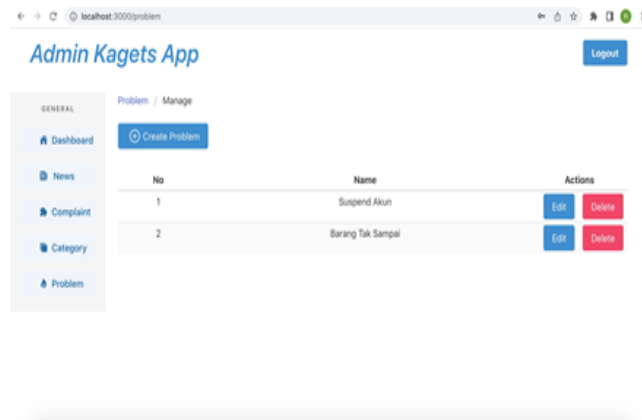 localhost:3000/problem
R
Admin Kagets App
Logout
GENERAL
Problem / Manage
Dashboard
Create Problem
News
No Name Actions
1 Suspend Akun Edit Delete
Complaint
2 Barang Tak Sampai Edit Delete
Category
Problem